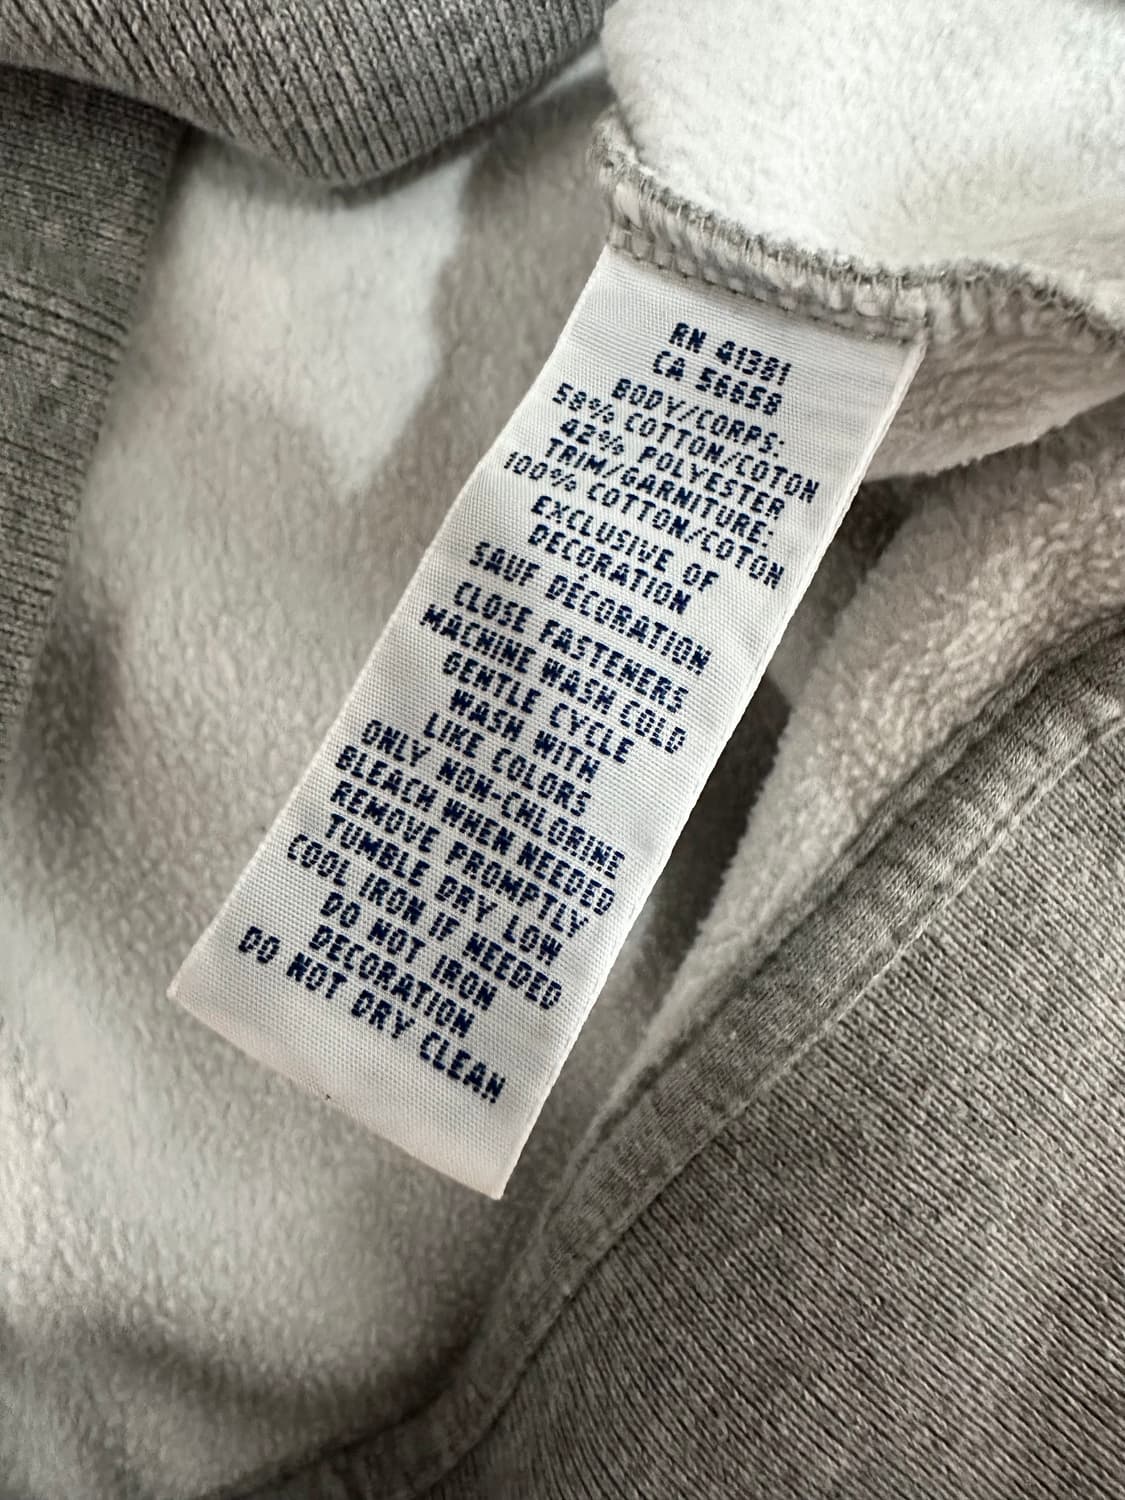 RN 41381
CA 56658
BODY/CORPS:
58% COTTON/COTON
42% POLYESTER
TRIM/GARNITURE:
100% COTTON/COTON
EXCLUSIVE OF
DECORATION
SAUF DÉCORATION
CLOSE FASTENERS
MACHINE WASH COLD
GENTLE CYCLE
WASH WITH
LIKE COLORS
ONLY NON-CHLORINE
BLEACH WHEN NEEDED
REMOVE PROMPTLY
TUMBLE DRY LOW
COOL IRON IF NEEDED
DO NOT IRON
DECORATION
DO NOT DRY CLEAN